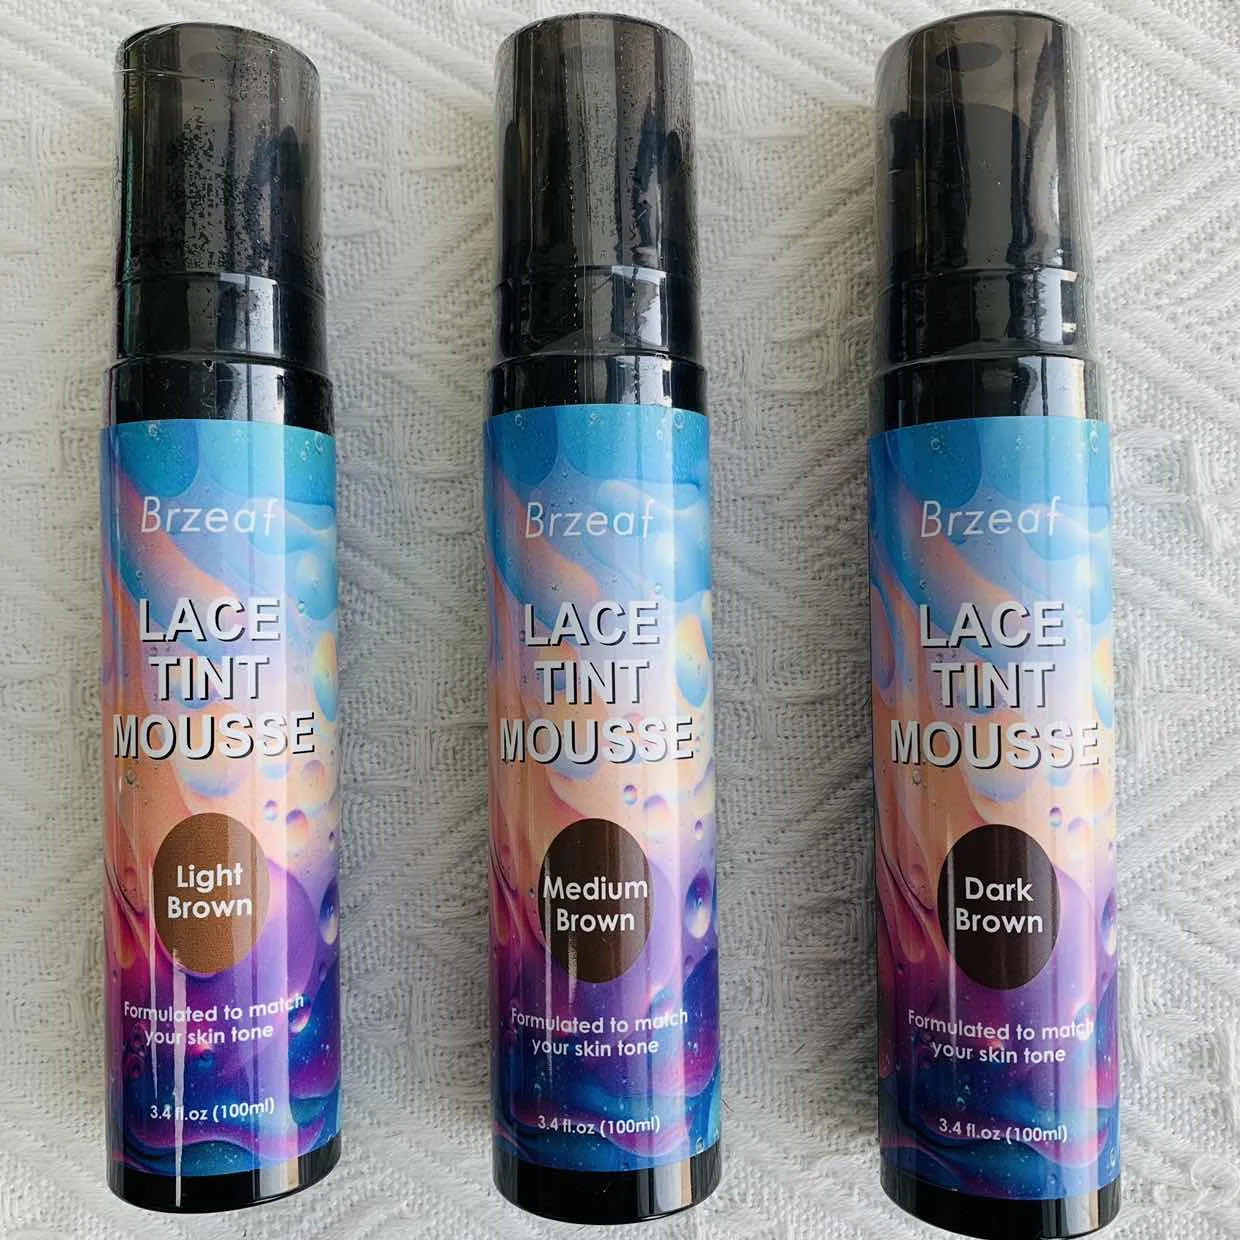 Brzeaf
LACE
TINT
MOUSSE
Light
Brown
Formulated to match
your skin tone
3.4 fl.oz (100ml)
Brzeaf
LACE
TINT
MOUSSE
Medium
Brown
Formulated to match
your skin tone
3.4 fl.oz (100ml)
Brzeaf
LACE
TINT
MOUSSE
Dark
Brown
Formulated to match
your skin tone
3.4 fl.oz (100ml)